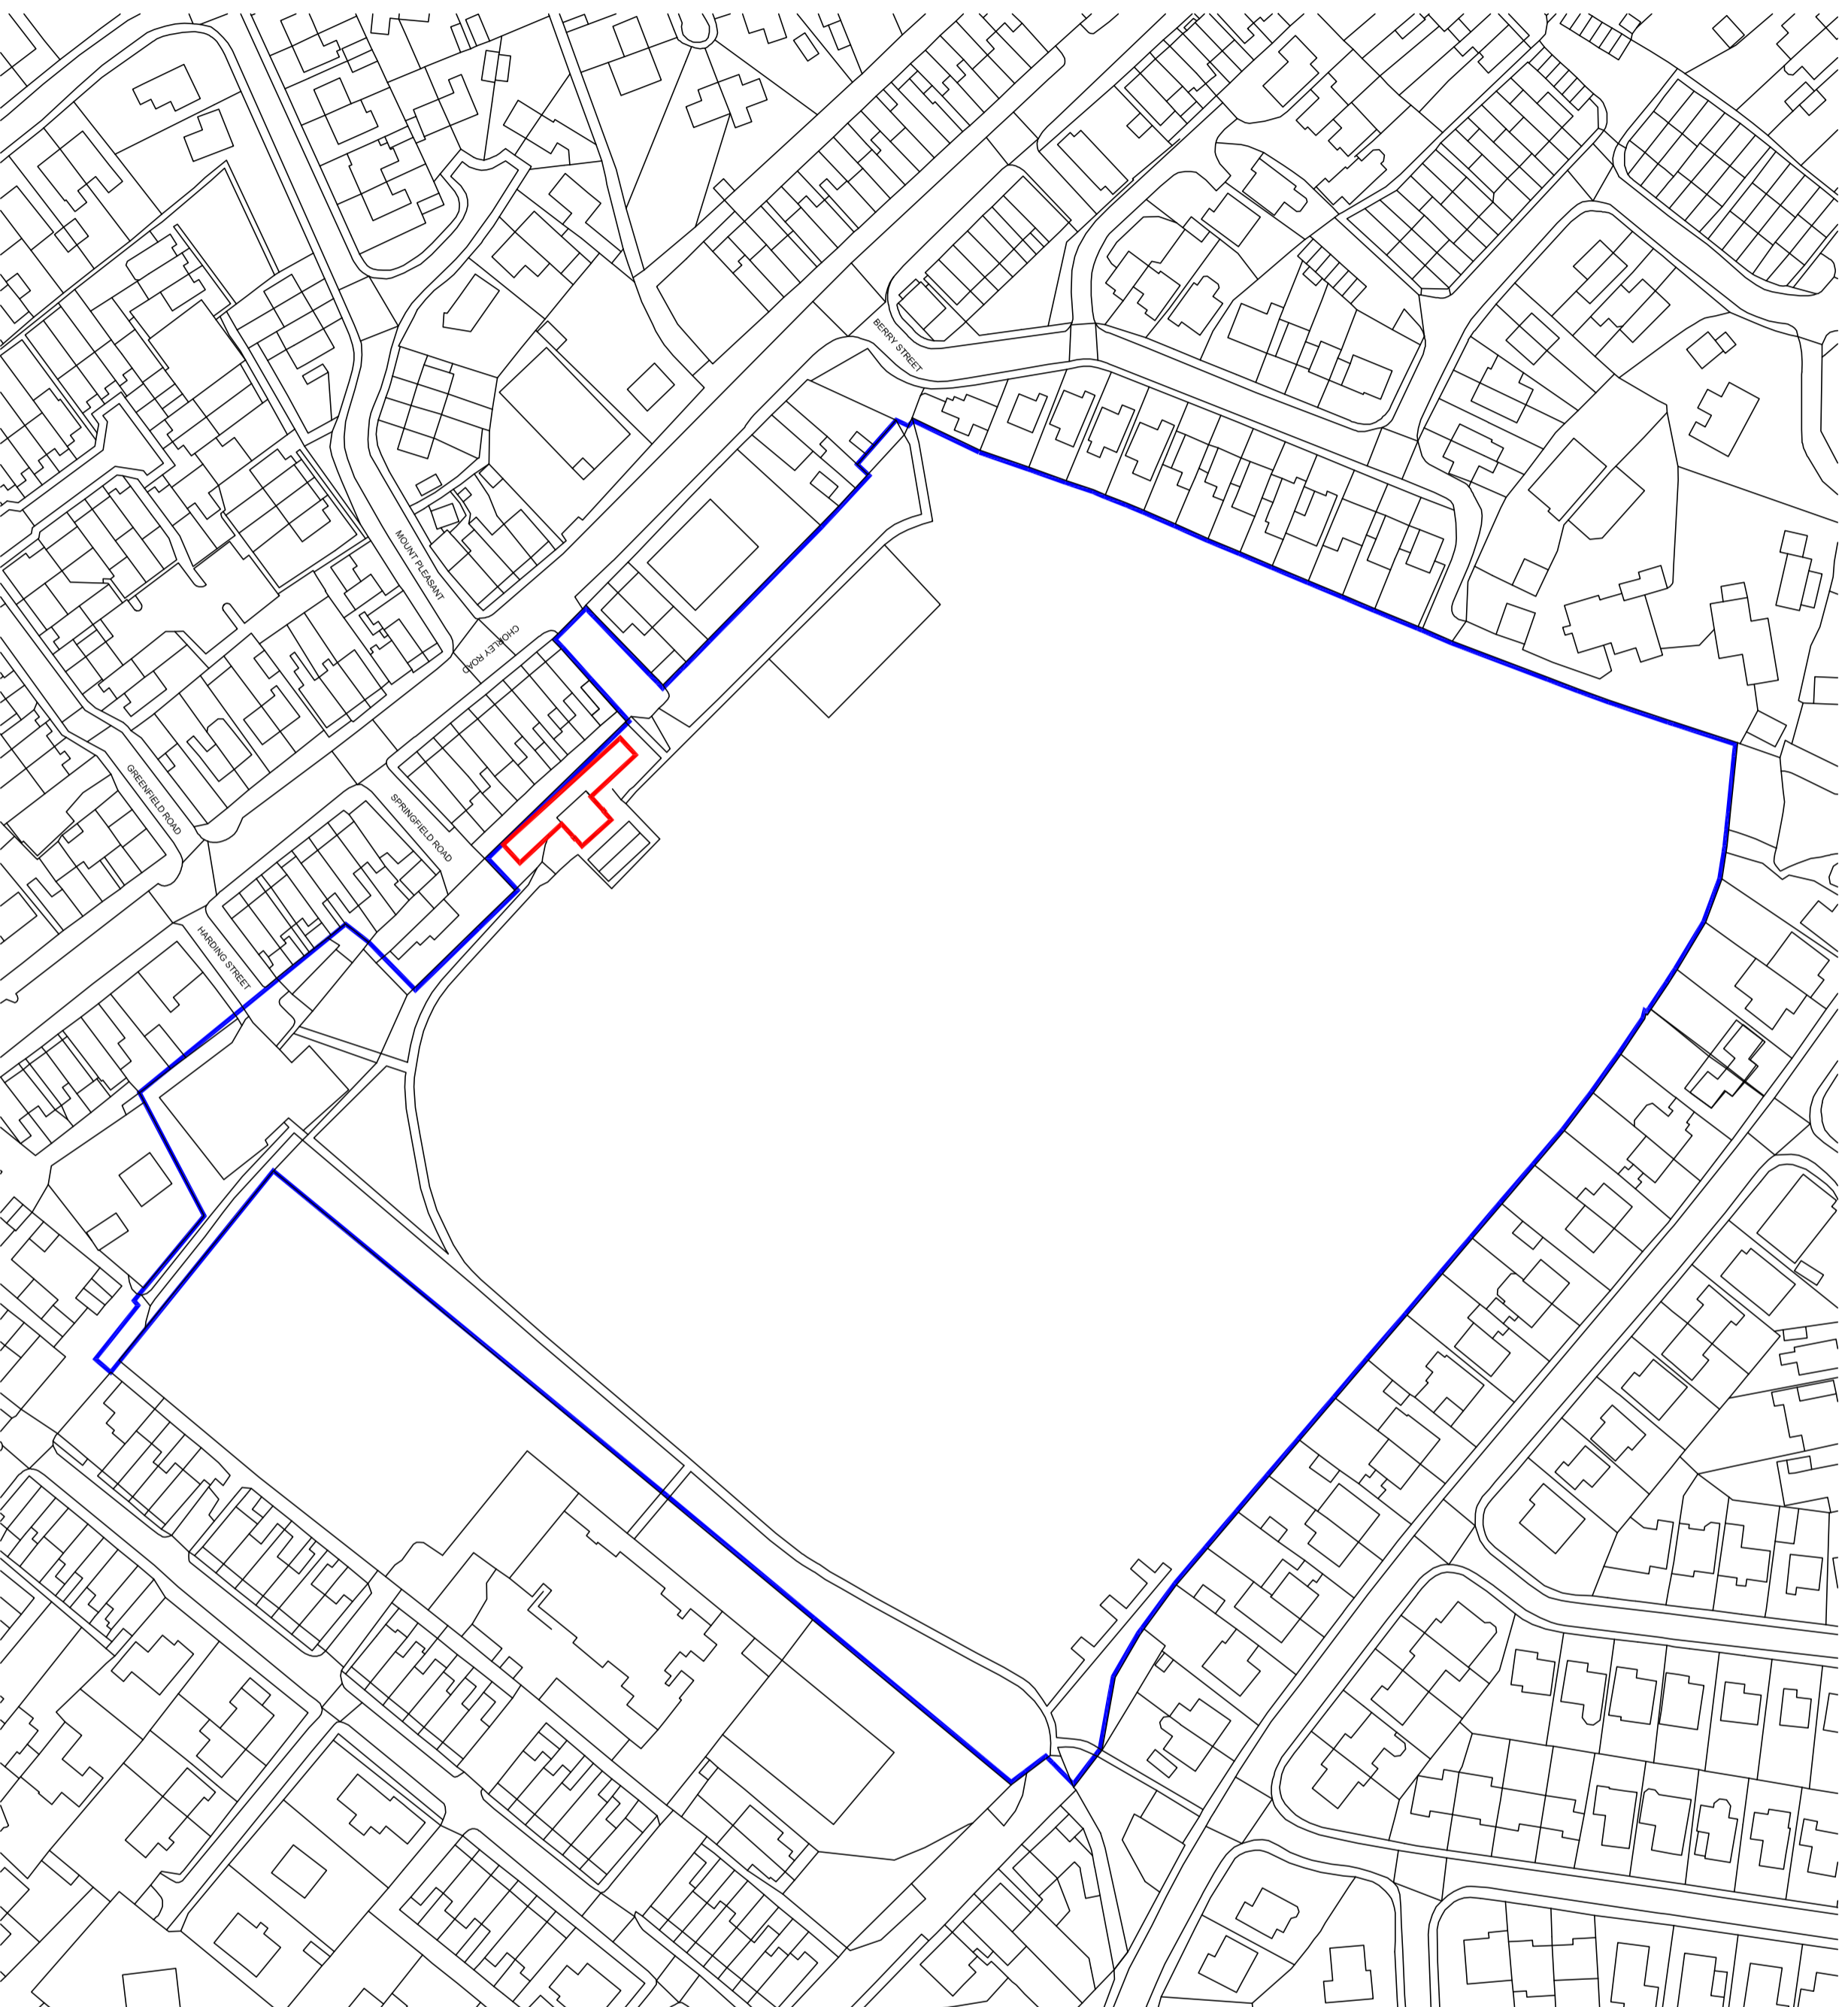 BERRY STREET
MOUNT PLEASANT
CHORLEY ROAD
GREENFIELD ROAD
SPRINGFIELD ROAD
HARDING STREET